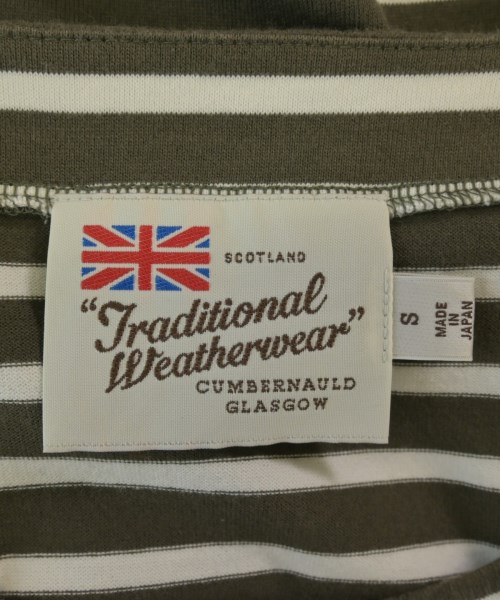 SCOTLAND
"Traditional
Weatherwear"
CUMBERNAULD
GLASGOW
S
MADE
IN
JAPAN